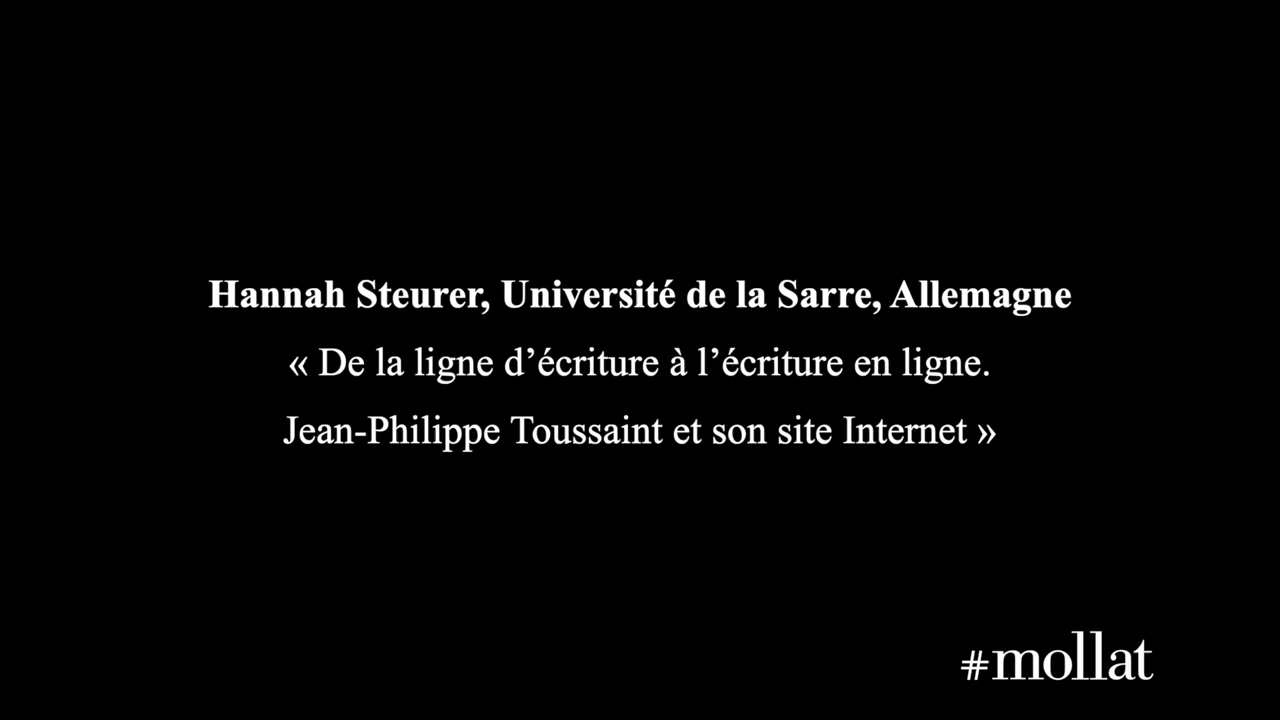 Hannah Steurer, Université de la Sarre, Allemagne
« De la ligne d’écriture à l’écriture en ligne.
Jean-Philippe Toussaint et son site Internet »
#mollat